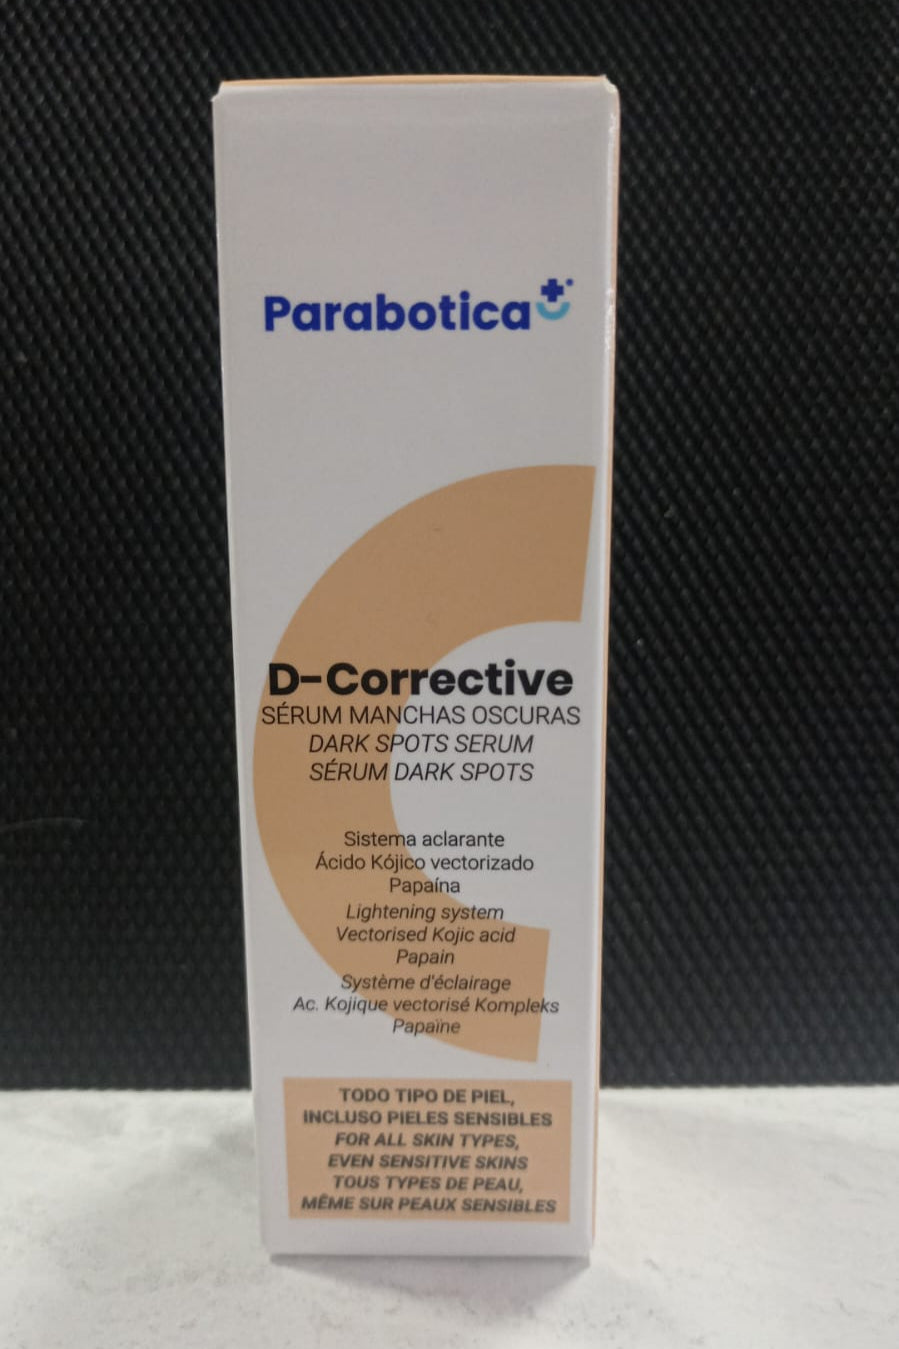 Parabotica
D-Corrective
SÉRUM MANCHAS OSCURAS
DARK SPOTS SERUM
SÉRUM DARK SPOTS
Sistema aclarante
Ácido Kójico vectorizado
Papaína
Lightening system
Vectorised Kojic acid
Papain
Système d'éclairage
Ac. Kojique vectorisé Kompleks
Papaïne
TODO TIPO DE PIEL,
INCLUSO PIELES SENSIBLES
FOR ALL SKIN TYPES,
EVEN SENSITIVE SKINS
TOUS TYPES DE PEAU,
MÊME SUR PEAUX SENSIBLES